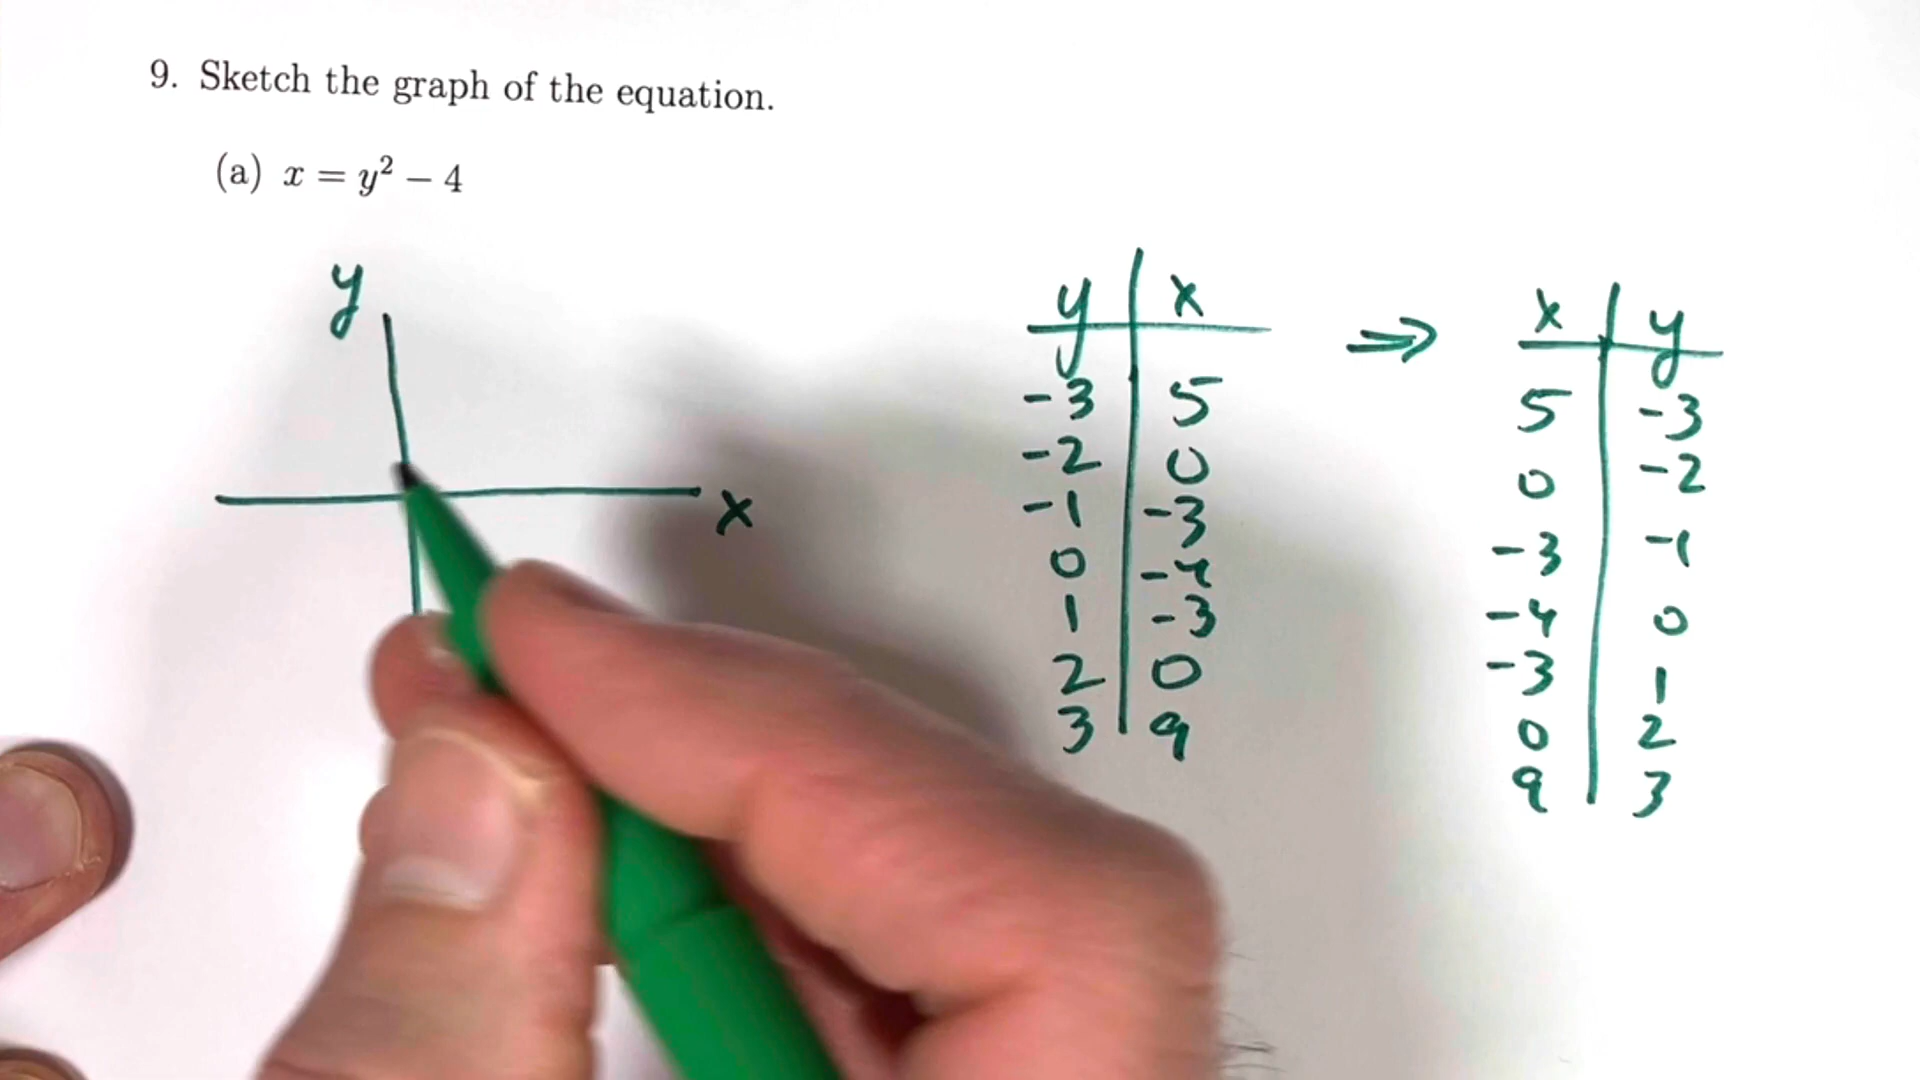 9. Sketch the graph of the equation.
(a) x = y² − 4
y
x
y x
-3 5
-2 0
-1 -3
0 -4
1 -3
2 0
3 9
⇒
x y
5 -3
0 -2
-3 -1
-4 0
-3 1
0 2
9 3